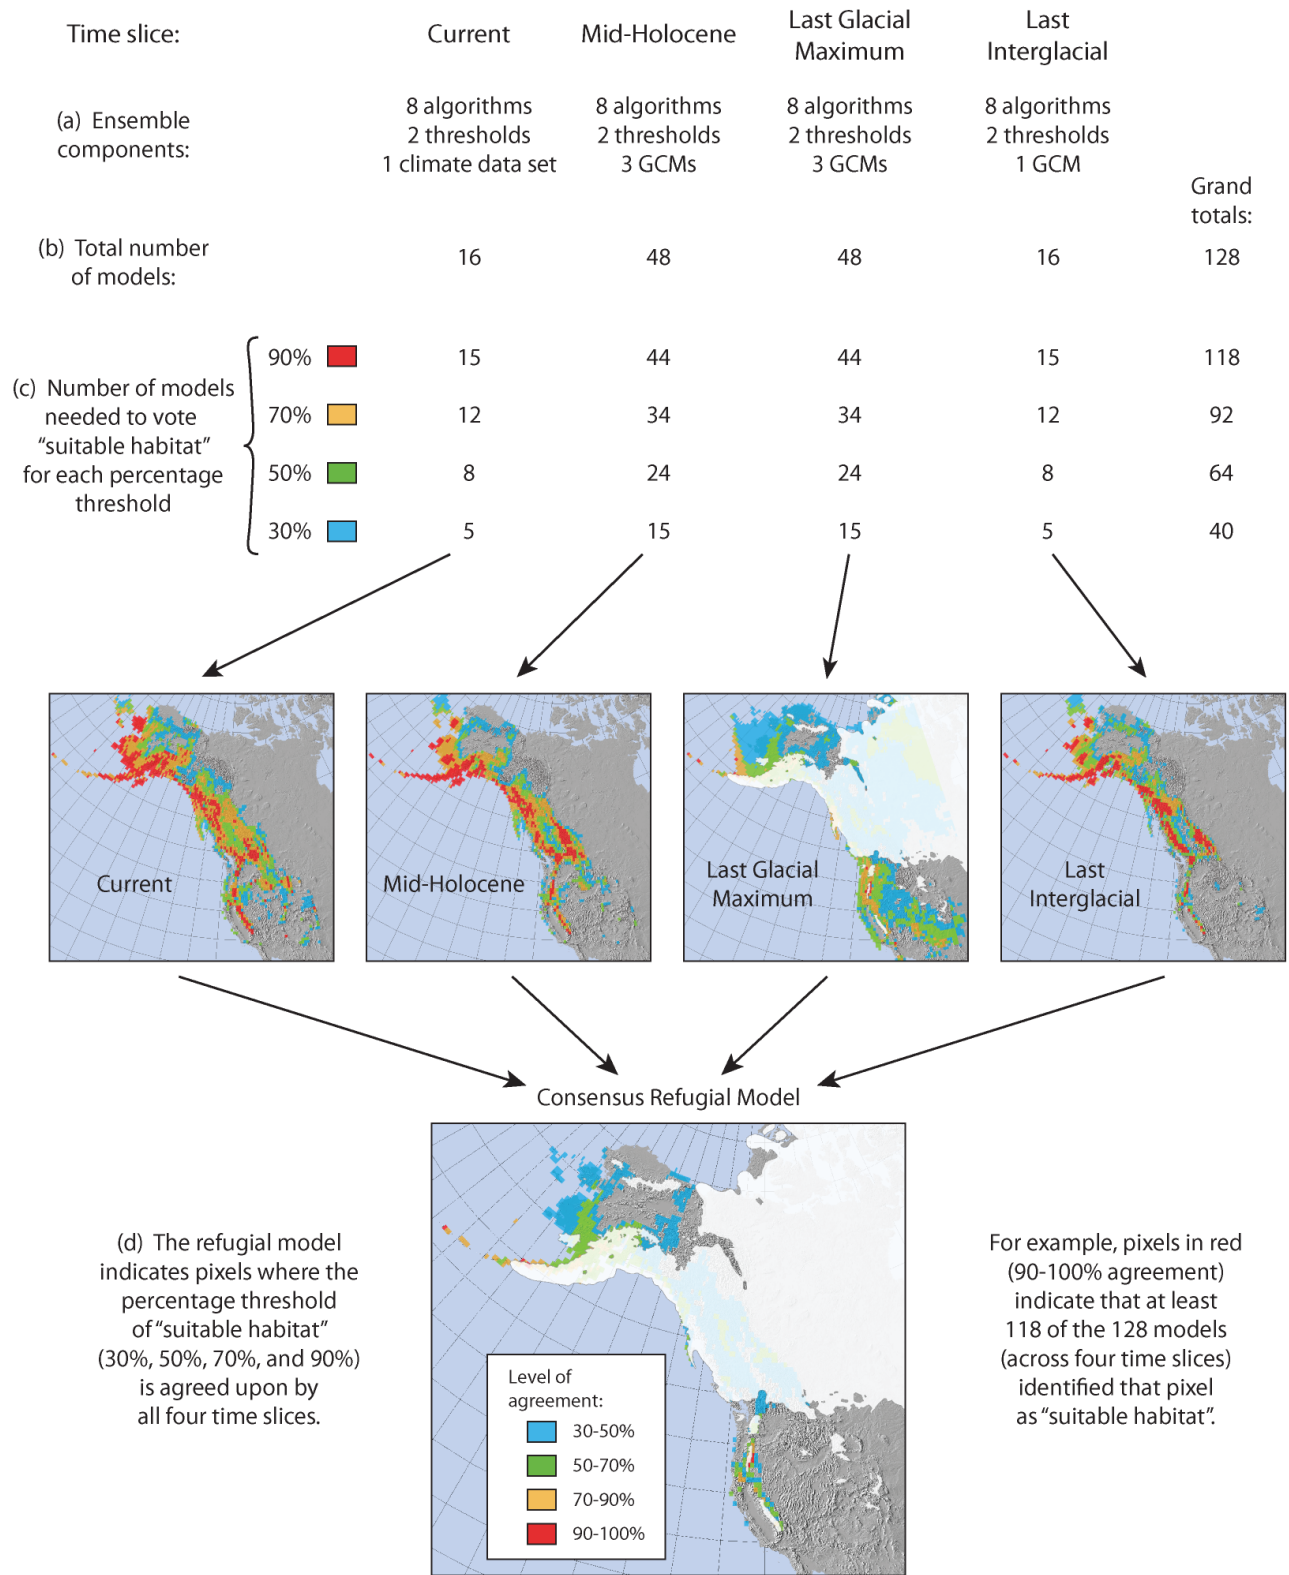 Time slice:
Current
Mid-Holocene
Last Glacial
Maximum
Last
Interglacial
(a) Ensemble
components:
8 algorithms
2 thresholds
1 climate data set
8 algorithms
2 thresholds
3 GCMs
8 algorithms
2 thresholds
3 GCMs
8 algorithms
2 thresholds
1 GCM
Grand
totals:
(b) Total number
of models:
16
48
48
16
128
(c) Number of models
needed to vote
“suitable habitat”
for each percentage
threshold
90%
15
44
44
15
118
70%
12
34
34
12
92
50%
8
24
24
8
64
30%
5
15
15
5
40
Current
Mid-Holocene
Last Glacial
Maximum
Last
Interglacial
Consensus Refugial Model
(d) The refugial model
indicates pixels where the
percentage threshold
of “suitable habitat”
(30%, 50%, 70%, and 90%)
is agreed upon by
all four time slices.
Level of
agreement:
30-50%
50-70%
70-90%
90-100%
For example, pixels in red
(90-100% agreement)
indicate that at least
118 of the 128 models
(across four time slices)
identified that pixel
as “suitable habitat”.